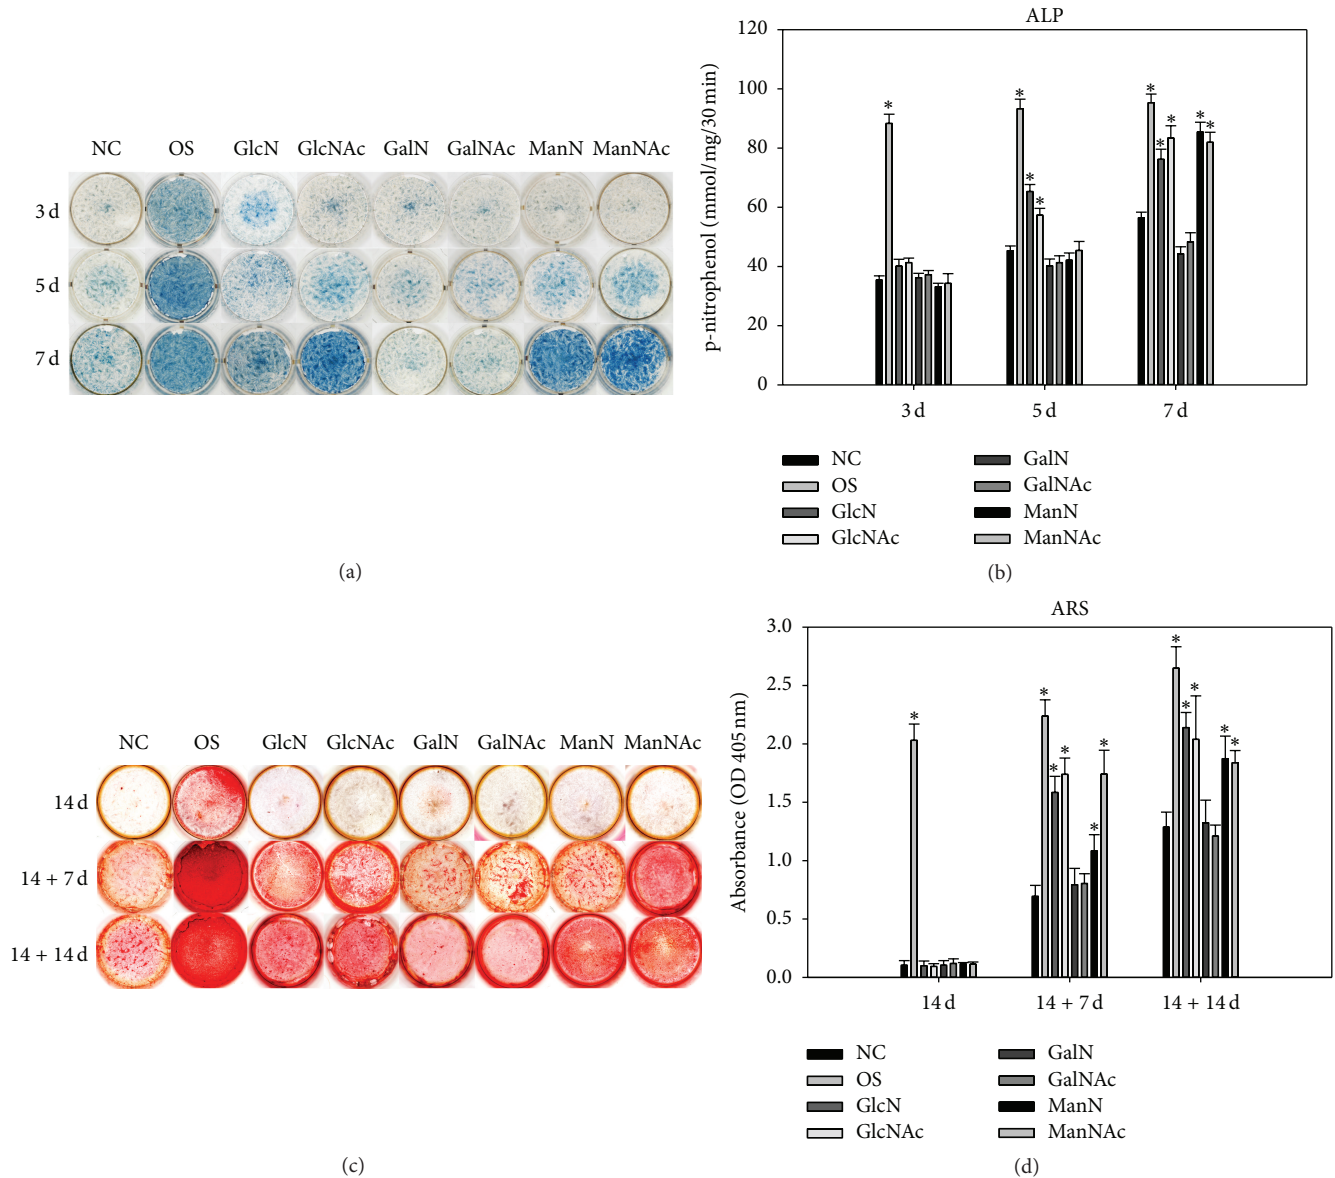 NC OS GlcN GlcNAc GalN GalNAc ManN ManNAc
3 d
5 d
7 d
(a)
ALP
p-nitrophenol (mmol/mg/30 min)
120
100
80
60
40
20
0
* * * * * * * * *
3 d 5 d 7 d
NC GalN
OS GalNAc
GlcN ManN
GlcNAc ManNAc
(b)
NC OS GlcN GlcNAc GalN GalNAc ManN ManNAc
14 d
14 + 7 d
14 + 14 d
(c)
ARS
Absorbance (OD 405 nm)
3.0
2.5
2.0
1.5
1.0
0.5
0.0
* * * * * * * * * * *
14 d 14 + 7 d 14 + 14 d
NC GalN
OS GalNAc
GlcN ManN
GlcNAc ManNAc
(d)